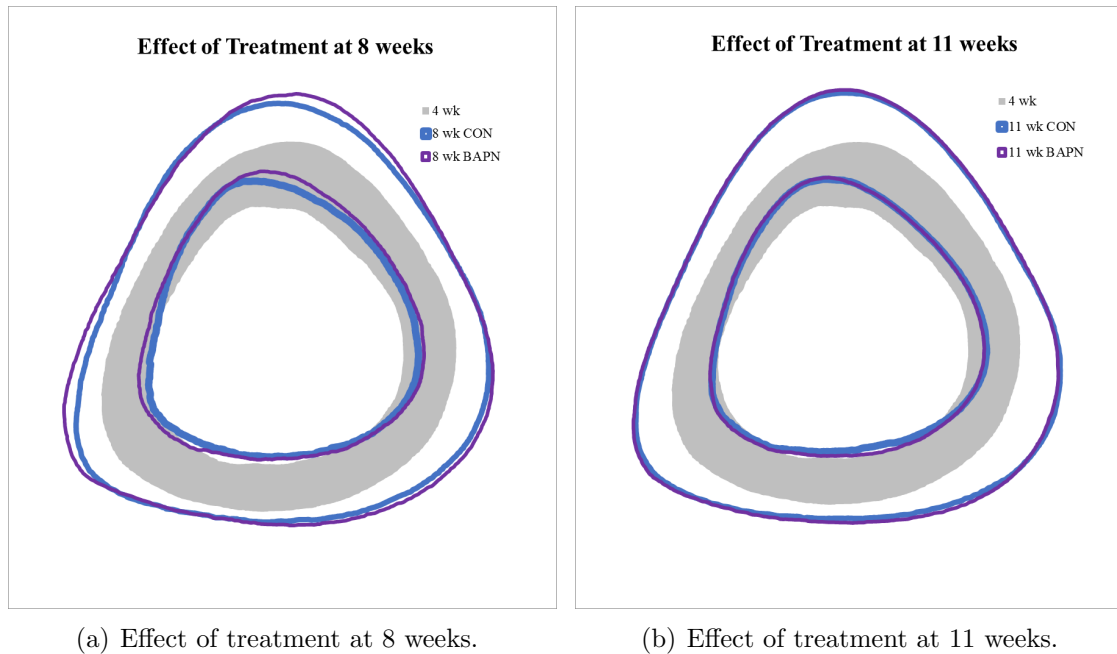 Effect of Treatment at 8 weeks
4 wk
8 wk CON
8 wk BAPN
(a) Effect of treatment at 8 weeks.
Effect of Treatment at 11 weeks
4 wk
11 wk CON
11 wk BAPN
(b) Effect of treatment at 11 weeks.